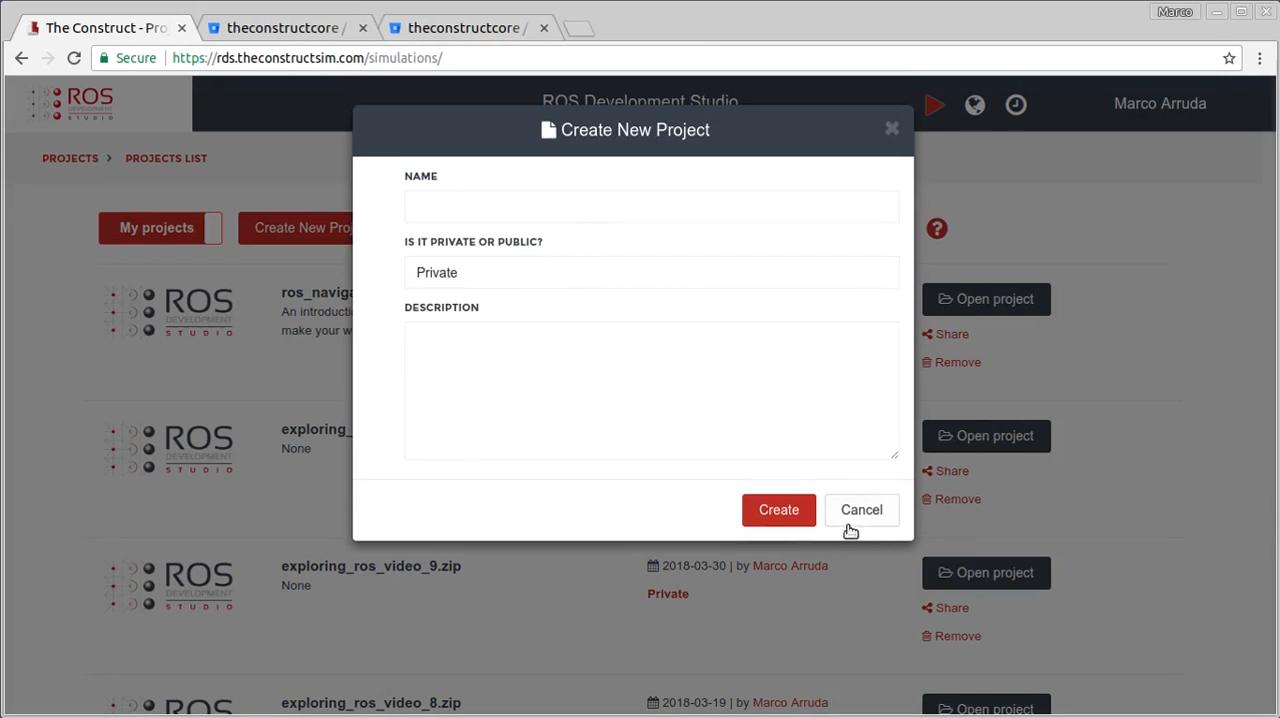 Marco
The Construct - Pro
theconstructcore /
theconstructcore /
Secure
https://rds.theconstructsim.com/simulations/
ROS
DEVELOPMENT
STUDIO
ROS Development Studio
Marco Arruda
PROJECTS
PROJECTS LIST
Create New Project
NAME
IS IT PRIVATE OR PUBLIC?
Private
DESCRIPTION
Create
Cancel
My projects
Create New Proj
?
ROS
DEVELOPMENT
STUDIO
ros_naviga
An introducti
make your w
Open project
Share
Remove
ROS
DEVELOPMENT
STUDIO
exploring_
None
Open project
Share
Remove
ROS
DEVELOPMENT
STUDIO
exploring_ros_video_9.zip
None
2018-03-30 | by Marco Arruda
Private
Open project
Share
Remove
ROS
exploring_ros_video_8.zip
2018-03-19 | by Marco Arruda
Open project